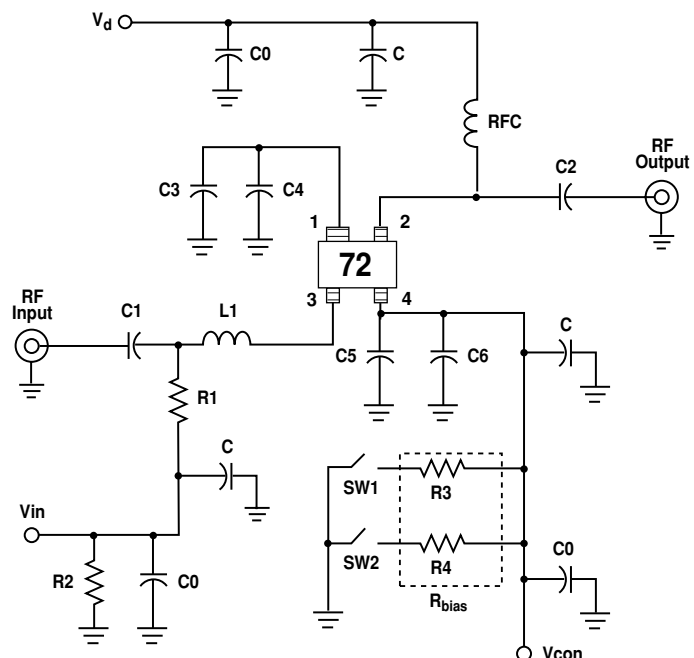 Vd
C0
C
RFC
RF
Output
C2
C3
C4
1
2
72
3
4
RF
Input
C1
L1
C5
C6
C
R1
C
SW1
R3
Vin
SW2
R4
R2
C0
C0
Rbias
Vcon